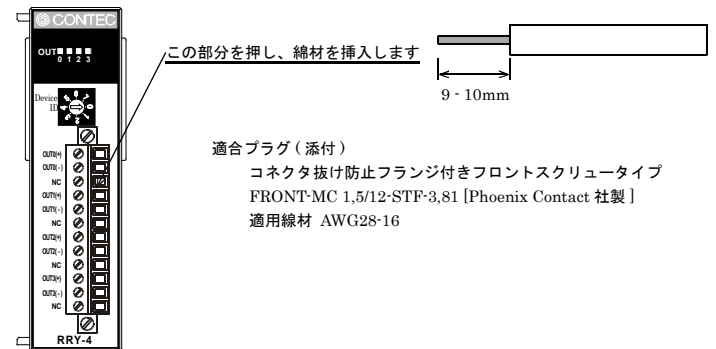 CONTEC
OUT
0 1 2 3
Device
ID
OUT0(+)
OUT0(-)
NC
OUT1(+)
OUT1(-)
NC
OUT2(+)
OUT2(-)
NC
OUT3(+)
OUT3(-)
NC
RRY-4
この部分を押し、綿材を挿入します
9 - 10mm
適合プラグ ( 添付 )
コネクタ抜け防止フランジ付きフロントスクリュータイプ
FRONT-MC 1,5/12-STF-3,81 [Phoenix Contact 社製 ]
適用線材 AWG28-16